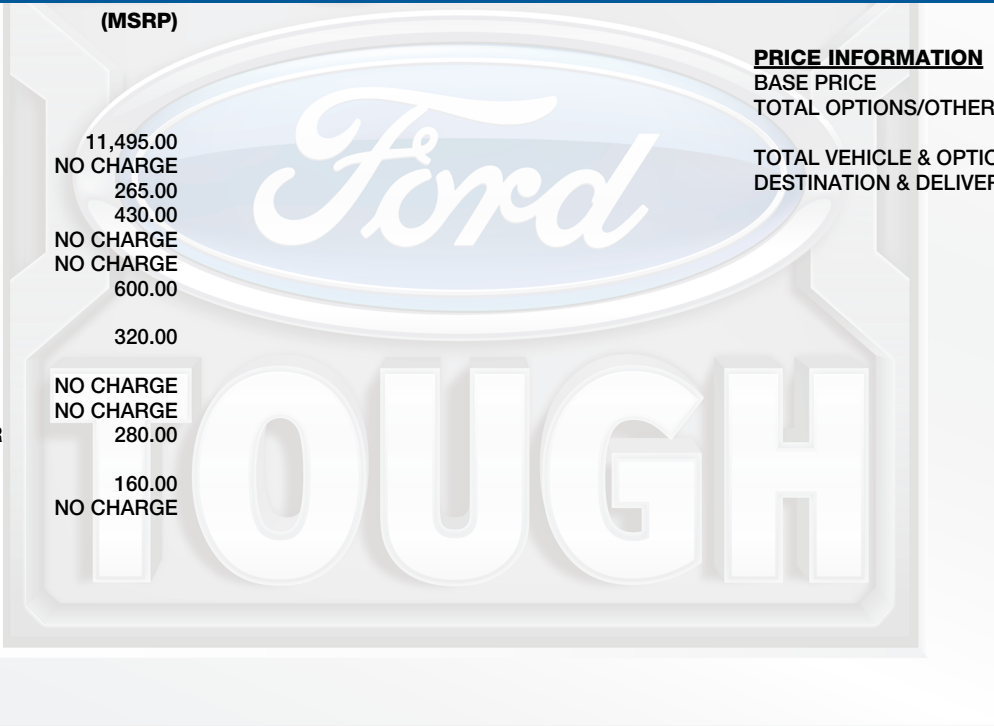 (MSRP)
11,495.00
NO CHARGE
265.00
430.00
NO CHARGE
NO CHARGE
600.00
320.00
NO CHARGE
NO CHARGE
R 280.00
160.00
NO CHARGE
PRICE INFORMATION
BASE PRICE
TOTAL OPTIONS/OTHER
TOTAL VEHICLE & OPTIO
DESTINATION & DELIVER
Ford
TOUGH